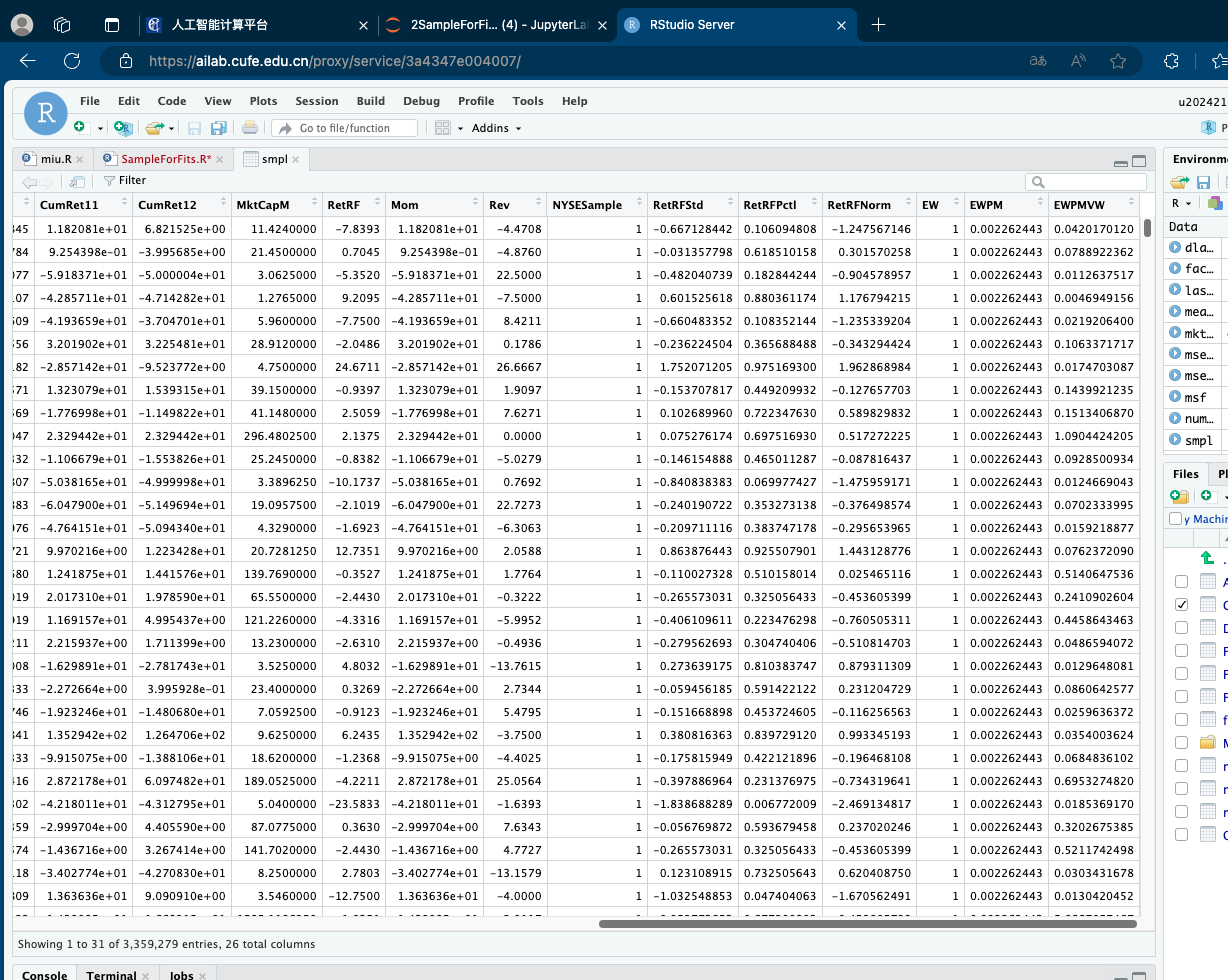 人工智能计算平台
2SampleForFi... (4) - JupyterLa
RStudio Server
https://ailab.cufe.edu.cn/proxy/service/3a4347e004007/
File Edit Code View Plots Session Build Debug Profile Tools Help
u202421
Go to file/function
Addins
miu.R
SampleForFits.R*
smpl
Filter
CumRet11 CumRet12 MktCapM RetRF Mom Rev NYSESample RetRFStd RetRFPctl RetRFNorm EW EWPM EWPMVW
345 1.182081e+01 6.821525e+00 11.4240000 -7.8393 1.182081e+01 -4.4708 1 -0.667128442 0.106094808 -1.247567146 1 0.002262443 0.0420170120
784 9.254398e-01 -3.995685e+00 21.4500000 0.7045 9.254398e-01 -4.8760 1 -0.031357798 0.618510158 0.301570258 1 0.002262443 0.0788922362
077 -5.918371e+01 -5.000004e+01 3.0625000 -5.3520 -5.918371e+01 22.5000 1 -0.482040739 0.182844244 -0.904578957 1 0.002262443 0.0112637517
107 -4.285711e+01 -4.714282e+01 1.2765000 9.2095 -4.285711e+01 -7.5000 1 0.601525618 0.880361174 1.176794215 1 0.002262443 0.0046949156
509 -4.193659e+01 -3.704701e+01 5.9600000 -7.7500 -4.193659e+01 8.4211 1 -0.660483352 0.108352144 -1.235339204 1 0.002262443 0.0219206400
556 3.201902e+01 3.225481e+01 28.9120000 -2.0486 3.201902e+01 0.1786 1 -0.236224504 0.365688488 -0.343294424 1 0.002262443 0.1063371717
182 -2.857142e+01 -9.523772e+00 4.7500000 24.6711 -2.857142e+01 26.6667 1 1.752071205 0.975169300 1.962868984 1 0.002262443 0.0174703087
571 1.323079e+01 1.539315e+01 39.1500000 -0.9397 1.323079e+01 1.9097 1 -0.153707817 0.449209932 -0.127657703 1 0.002262443 0.1439921235
569 -1.776998e+01 -1.149822e+01 41.1480000 2.5059 -1.776998e+01 7.6271 1 0.102689960 0.722347630 0.589829832 1 0.002262443 0.1513406870
047 2.329442e+01 2.329442e+01 296.4802500 2.1375 2.329442e+01 0.0000 1 0.075276174 0.697516930 0.517272225 1 0.002262443 1.0904424205
332 -1.106679e+01 -1.553826e+01 25.2450000 -0.8382 -1.106679e+01 -5.0279 1 -0.146154888 0.465011287 -0.087816437 1 0.002262443 0.0928500934
307 -5.038165e+01 -4.999998e+01 3.3896250 -10.1737 -5.038165e+01 0.7692 1 -0.840838383 0.069977427 -1.475959171 1 0.002262443 0.0124669043
383 -6.047900e+01 -5.149694e+01 19.0957500 -2.1019 -6.047900e+01 22.7273 1 -0.240190722 0.353273138 -0.376498574 1 0.002262443 0.0702333995
076 -4.764151e+01 -5.094340e+01 4.3290000 -1.6923 -4.764151e+01 -6.3063 1 -0.209711116 0.383747178 -0.295653965 1 0.002262443 0.0159218877
721 9.970216e+00 1.223428e+01 20.7281250 12.7351 9.970216e+00 2.0588 1 0.863876443 0.925507901 1.443128776 1 0.002262443 0.0762372090
580 1.241875e+01 1.441576e+01 139.7690000 -0.3527 1.241875e+01 1.7764 1 -0.110027328 0.510158014 0.025465116 1 0.002262443 0.5140647536
019 2.017310e+01 1.978590e+01 65.5500000 -2.4430 2.017310e+01 -0.3222 1 -0.265573031 0.325056433 -0.453605399 1 0.002262443 0.2410902604
919 1.169157e+01 4.995437e+00 121.2260000 -4.3316 1.169157e+01 -5.9952 1 -0.406109611 0.223476298 -0.760505311 1 0.002262443 0.4458643463
211 2.215937e+00 1.711399e+00 13.2300000 -2.6310 2.215937e+00 -0.4936 1 -0.279562693 0.304740406 -0.510814703 1 0.002262443 0.0486594072
008 -1.629891e+01 -2.781743e+01 3.5250000 4.8032 -1.629891e+01 -13.7615 1 0.273639175 0.810383747 0.879311309 1 0.002262443 0.0129648081
333 -2.272664e+00 3.995928e-01 23.4000000 0.3269 -2.272664e+00 2.7344 1 -0.059456185 0.591422122 0.231204729 1 0.002262443 0.0860642577
746 -1.923246e+01 -1.480680e+01 7.0592500 -0.9123 -1.923246e+01 5.4795 1 -0.151668898 0.453724605 -0.116256563 1 0.002262443 0.0259636372
341 1.352942e+02 1.264706e+02 9.6250000 6.2435 1.352942e+02 -3.7500 1 0.380816363 0.839729120 0.993345193 1 0.002262443 0.0354003624
333 -9.915075e+00 -1.388106e+01 18.6200000 -1.2368 -9.915075e+00 -4.4025 1 -0.175815949 0.422121896 -0.196468108 1 0.002262443 0.0684836102
416 2.872178e+01 6.097482e+01 189.0525000 -4.2211 2.872178e+01 25.0564 1 -0.397886964 0.231376975 -0.734319641 1 0.002262443 0.6953274820
302 -4.218011e+01 -4.312795e+01 5.0400000 -23.5833 -4.218011e+01 -1.6393 1 -1.838688289 0.006772009 -2.469134817 1 0.002262443 0.0185369170
359 -2.999704e+00 4.405590e+00 87.0775000 0.3630 -2.999704e+00 7.6343 1 -0.056769872 0.593679458 0.237020246 1 0.002262443 0.3202675385
574 -1.436716e+00 3.267414e+00 141.7020000 -2.4430 -1.436716e+00 4.7727 1 -0.265573031 0.325056433 -0.453605399 1 0.002262443 0.5211742498
118 -3.402774e+01 -4.270830e+01 8.2500000 2.7803 -3.402774e+01 -13.1579 1 0.123108915 0.732505643 0.620408750 1 0.002262443 0.0303431678
309 1.363636e+01 9.090910e+00 3.5460000 -12.7500 1.363636e+01 -4.0000 1 -1.032548853 0.047404063 -1.670562491 1 0.002262443 0.0130420452
Showing 1 to 31 of 3,359,279 entries, 26 total columns
Console Terminal Jobs
Environm
R
Data
dla...
fac...
las...
mea...
mkt...
mse...
mse...
msf
num...
smpl
Files Pl
y Machin